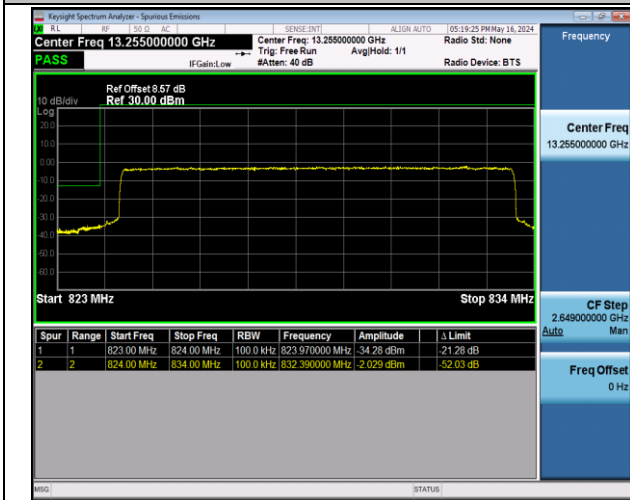 Keysight Spectrum Analyzer - Spurious Emissions
RL RF 50 Ω AC SENSE:INT ALIGN AUTO 05:19:25 PM May 16, 2024
Center Freq 13.255000000 GHz
Center Freq: 13.255000000 GHz
Radio Std: None
Trig: Free Run Avg|Hold: 1/1
PASS
IFGain:Low
#Atten: 40 dB
Radio Device: BTS
Ref Offset 8.57 dB
10 dB/div Ref 30.00 dBm
Log
20.0
10.0
0.00
-10.0
-20.0
-30.0
-40.0
-50.0
-60.0
Start 823 MHz Stop 834 MHz
Spur Range Start Freq Stop Freq RBW Frequency Amplitude Δ Limit
1 1 823.00 MHz 824.00 MHz 100.0 kHz 823.970000 MHz -34.28 dBm -21.28 dB
2 2 824.00 MHz 834.00 MHz 100.0 kHz 832.390000 MHz -2.029 dBm -52.03 dB
MSG STATUS
Frequency
Center Freq
13.255000000 GHz
CF Step
2.649000000 GHz
Auto Man
Freq Offset
0 Hz